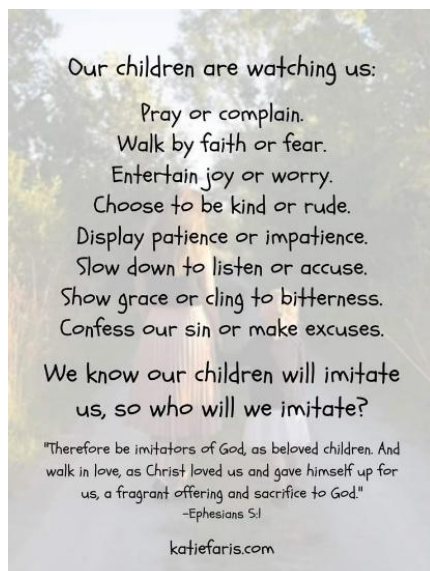 Our children are watching us:
Pray or complain.
Walk by faith or fear.
Entertain joy or worry.
Choose to be kind or rude.
Display patience or impatience.
Slow down to listen or accuse.
Show grace or cling to bitterness.
Confess our sin or make excuses.
We know our children will imitate
us, so who will we imitate?
"Therefore be imitators of God, as beloved children. And
walk in love, as Christ loved us and gave himself up for
us, a fragrant offering and sacrifice to God."
-Ephesians 5:1
katiefaris.com